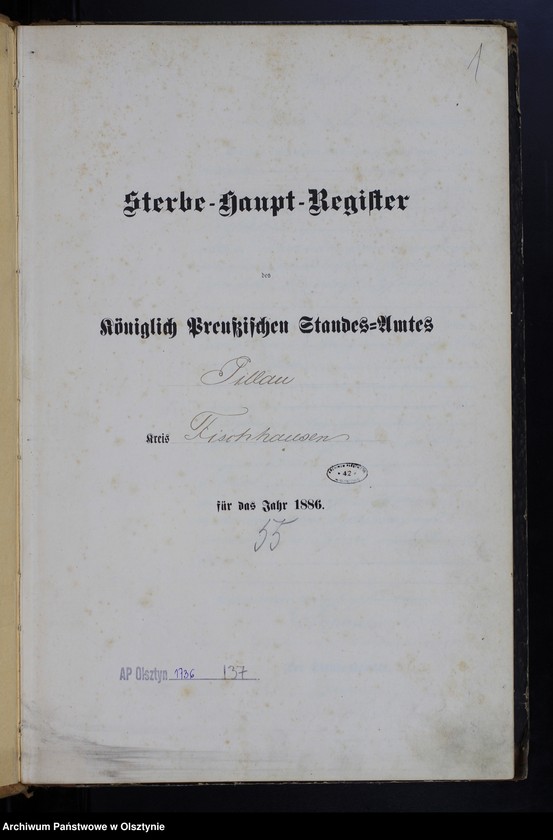 1
Sterbe-Haupt-Register
des
Königlich Preußischen Standes-Amtes
Pillau
Kreis Fischhausen
42
für das Jahr 1886.
55
AP Olsztyn 1736 137
Archiwum Państwowe w Olsztynie